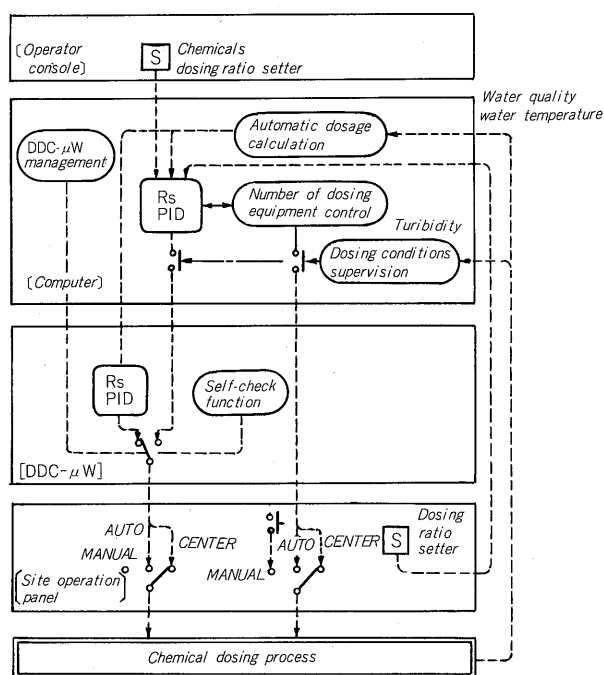 (Operator
console)
S
Chemicals
dosing ratio setter
Water quality
water temperature
DDC-μW
management
Automatic dosage
calculation
Rs
PID
Number of dosing
equipment control
Turibidity
Dosing conditions
supervision
(Computer)
Rs
PID
Self-check
function
[DDC-μW]
AUTO
MANUAL
CENTER
AUTO
CENTER
MANUAL
S
Dosing
ratio
setter
(Site operation
panel)
Chemical dosing process